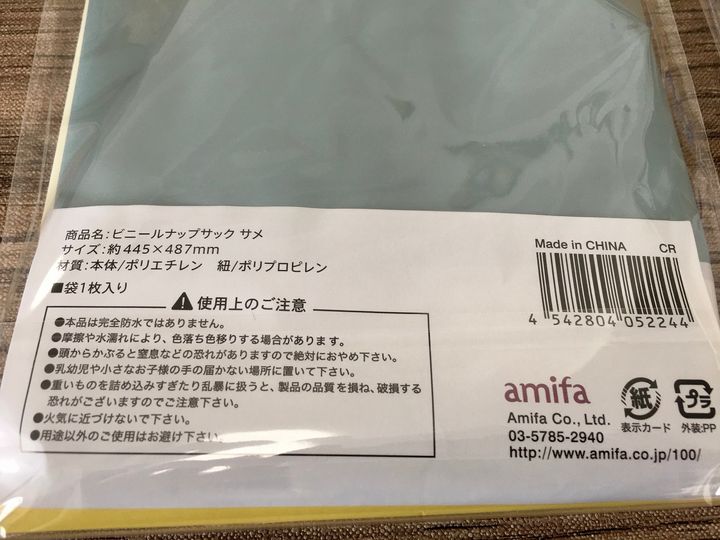 商品名：ビニールナップサック サメ
サイズ：約445×487mm
材質：本体/ポリエチレン 紐/ポリプロピレン
■袋1枚入り
使用上のご注意
●本品は完全防水ではありません。
●摩擦や水濡れにより、色落ち色移りする場合があります。
●頭からかぶると窒息などの恐れがありますので絶対におやめ下さい。
●乳幼児や小さなお子様の手の届かない場所に置いて下さい。
●重いものを詰め込みすぎたり乱暴に扱うと、製品の品質を損ね、破損する
恐れがございますのでご注意下さい。
●火気に近づけないで下さい。
●用途以外のご使用はお避け下さい。
Made in CHINA CR
4 542804 052244
amifa
Amifa Co., Ltd.
03-5785-2940
http://www.amifa.co.jp/100/
紙
表示カード
プラ
外装:PP